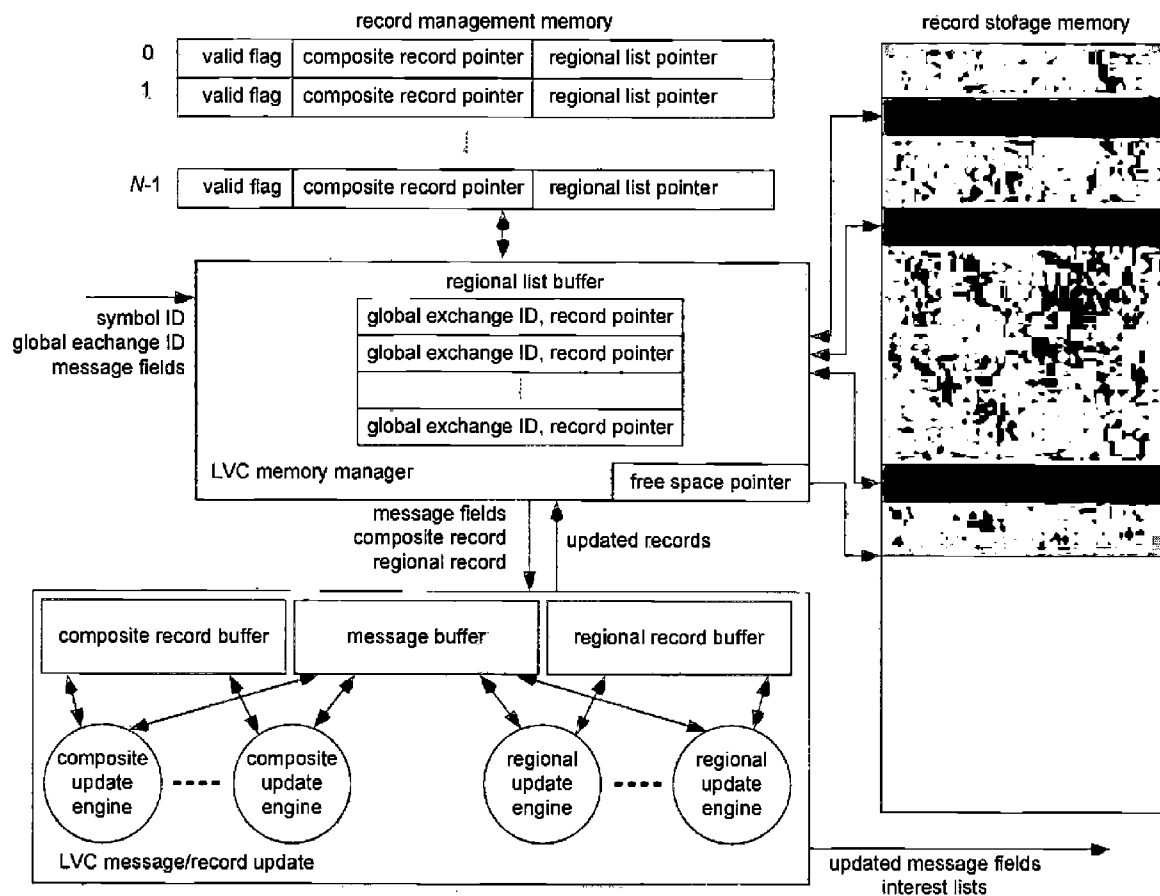 record management memory
record storage memory
0
valid flag
composite record pointer
regional list pointer
1
valid flag
composite record pointer
regional list pointer
N-1
valid flag
composite record pointer
regional list pointer
regional list buffer
symbol ID
global eachange ID
message fields
global exchange ID, record pointer
global exchange ID, record pointer
global exchange ID, record pointer
LVC memory manager
free space pointer
message fields
composite record
regional record
updated records
composite record buffer
message buffer
regional record buffer
composite
update
engine
composite
update
engine
regional
update
engine
regional
update
engine
LVC message/record update
updated message fields
interest lists